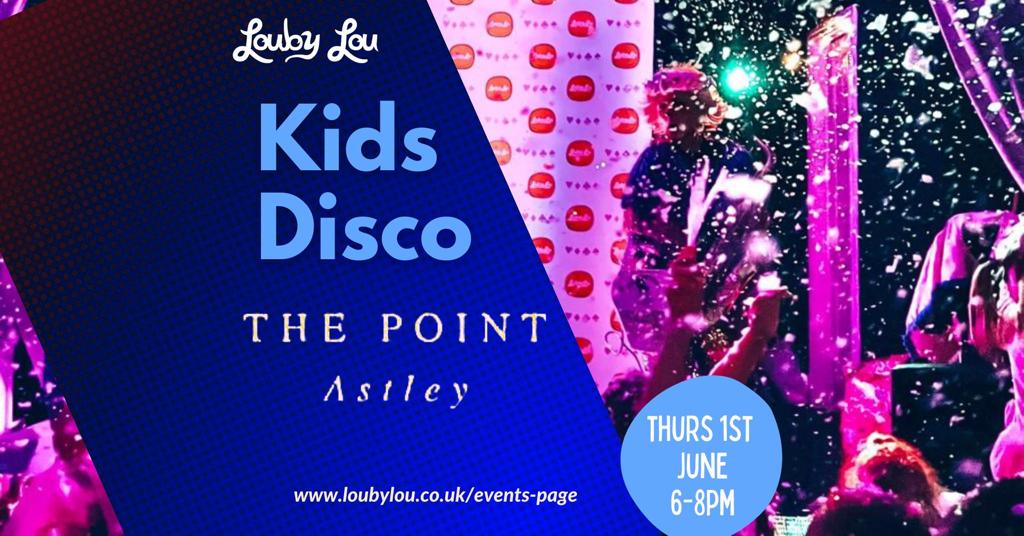 Louby Lou
Kids
Disco
THE POINT
Astley
www.loubylou.co.uk/events-page
THURS 1ST
JUNE
6-8PM